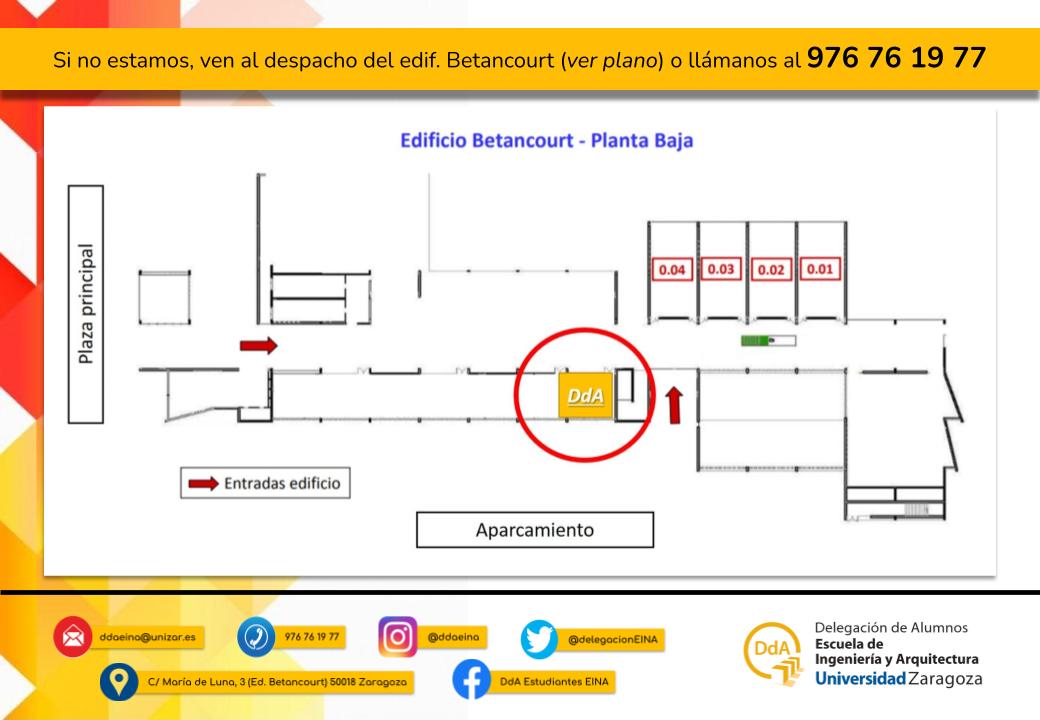 Si no estamos, ven al despacho del edif. Betancourt (ver plano) o llámanos al 976 76 19 77
Edificio Betancourt - Planta Baja
Plaza principal
0.04
0.03
0.02
0.01
DdA
Entradas edificio
Aparcamiento
ddaeina@unizar.es
976 76 19 77
@ddaeina
@delegacionEINA
C/ María de Luna, 3 (Ed. Betancourt) 50018 Zaragoza
DdA Estudiantes EINA
DdA
Delegación de Alumnos
Escuela de
Ingeniería y Arquitectura
Universidad Zaragoza